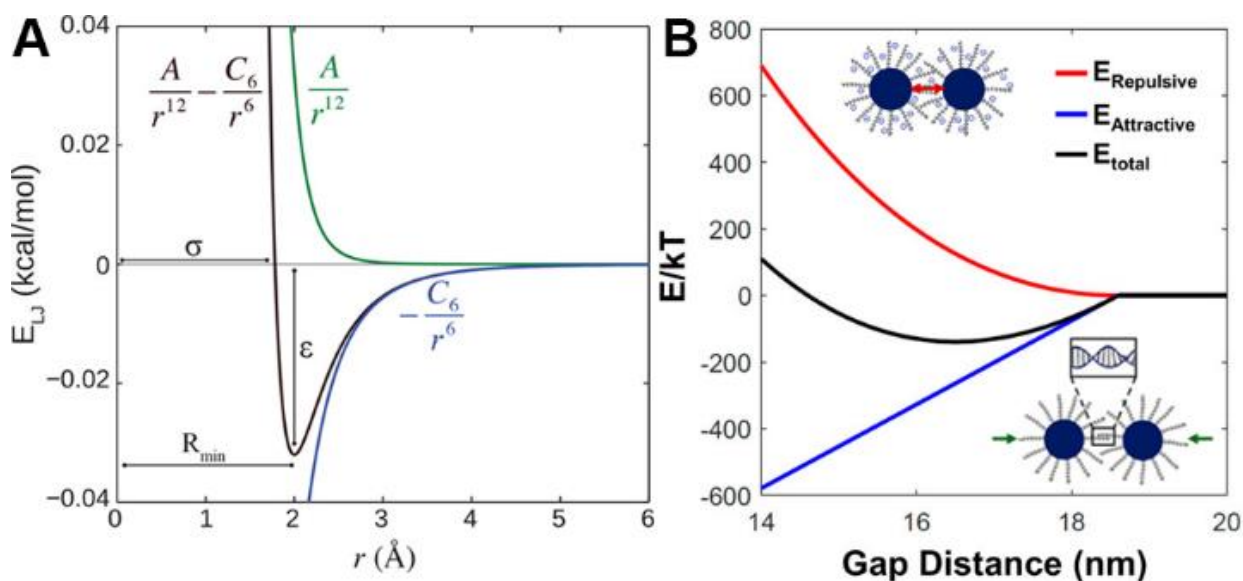 A
0.04
0.02
0
−0.02
−0.04
E_LJ (kcal/mol)
A/r^12 − C_6/r^6
A/r^12
−C_6/r^6
σ
ε
R_min
0 1 2 3 4 5 6
r (Å)
B
800
600
400
200
0
-200
-400
-600
E/kT
E_Repulsive
E_Attractive
E_total
14 16 18 20
Gap Distance (nm)